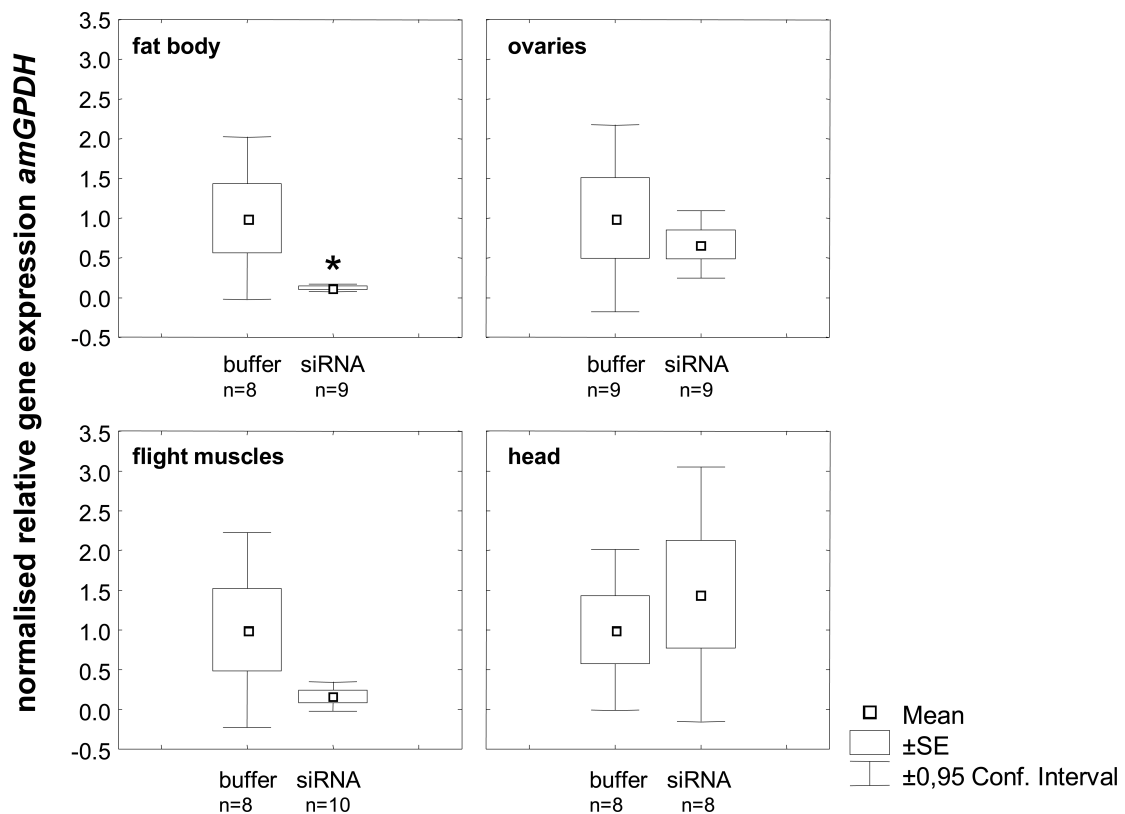 normalised relative gene expression amGPDH
3.5
3.0
2.5
2.0
1.5
1.0
0.5
0.0
-0.5
fat body
*
buffer siRNA
n=8 n=9
ovaries
buffer siRNA
n=9 n=9
3.5
3.0
2.5
2.0
1.5
1.0
0.5
0.0
-0.5
flight muscles
buffer siRNA
n=8 n=10
head
buffer siRNA
n=8 n=8
Mean
±SE
±0,95 Conf. Interval